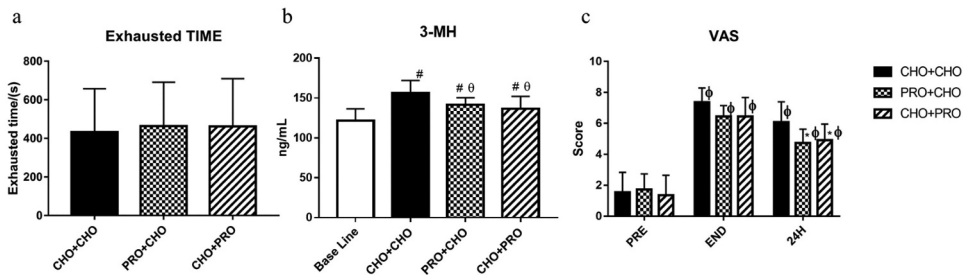 a
Exhausted TIME
Exhausted time/(s)
800
600
400
200
0
CHO+CHO
PRO+CHO
CHO+PRO
b
3-MH
ng/mL
200
150
100
50
0
#
# θ
# θ
Base Line
CHO+CHO
PRO+CHO
CHO+PRO
c
VAS
Score
10
8
6
4
2
0
ϕ
ϕ
ϕ
ϕ
*ϕ
*ϕ
PRE
END
24H
CHO+CHO
PRO+CHO
CHO+PRO